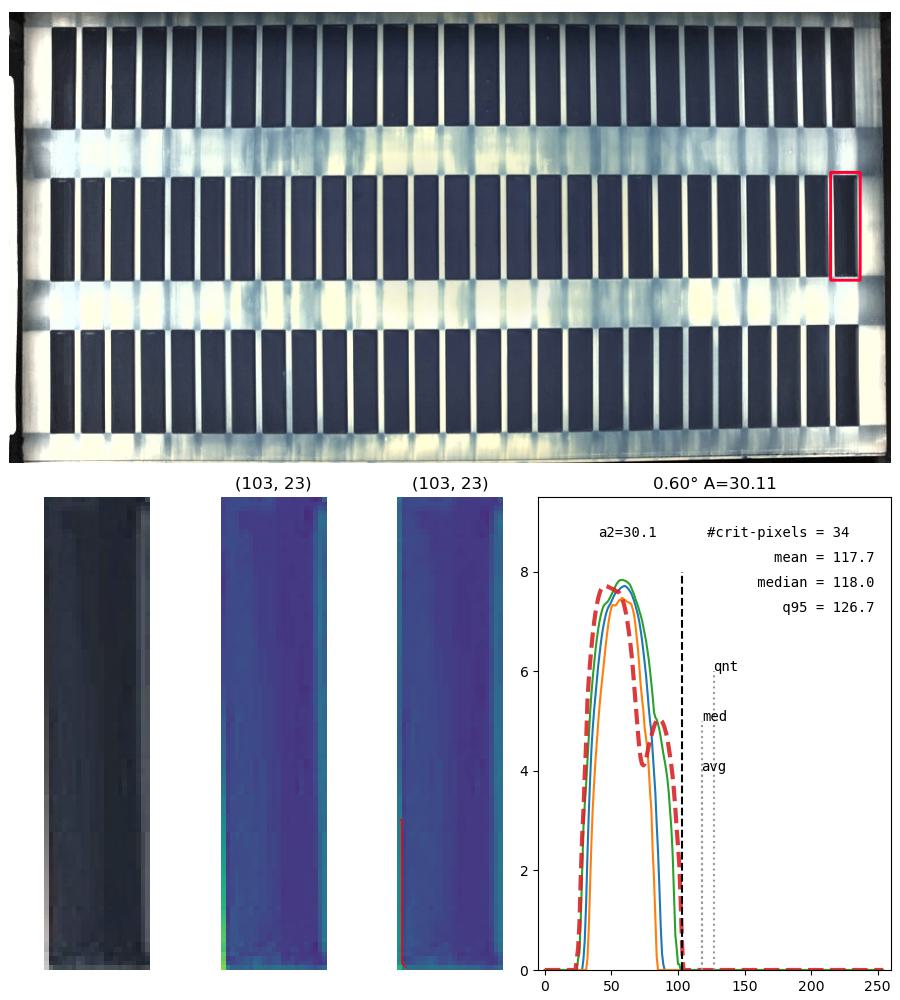 (103, 23)
(103, 23)
0.60° A=30.11
a2=30.1
#crit-pixels = 34
mean = 117.7
median = 118.0
q95 = 126.7
qnt
med
avg
8
6
4
2
0
0 50 100 150 200 250